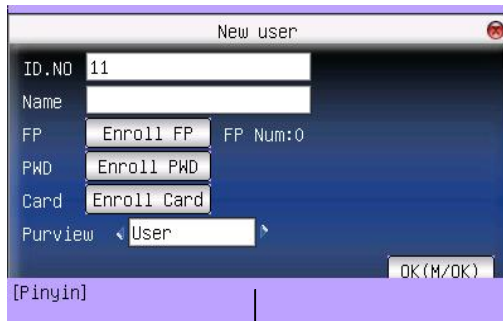 New user
ID.NO 11
Name
FP Enroll FP FP Num:0
PWD Enroll PWD
Card Enroll Card
Purview User
OK(M/OK)
[Pinyin]